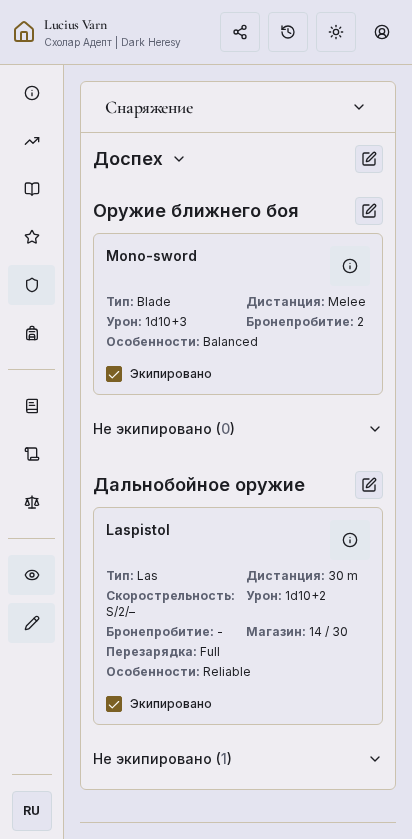 Lucius Varn
Схолар Адепт | Dark Heresy
Снаряжение
Доспех
Оружие ближнего боя
Mono-sword
Тип: Blade
Дистанция: Melee
Урон: 1d10+3
Бронепробитие: 2
Особенности: Balanced
Экипировано
Не экипировано (0)
Дальнобойное оружие
Laspistol
Тип: Las
Дистанция: 30 m
Скорострельность:
S/2/–
Урон: 1d10+2
Бронепробитие: -
Магазин: 14 / 30
Перезарядка: Full
Особенности: Reliable
Экипировано
Не экипировано (1)
RU